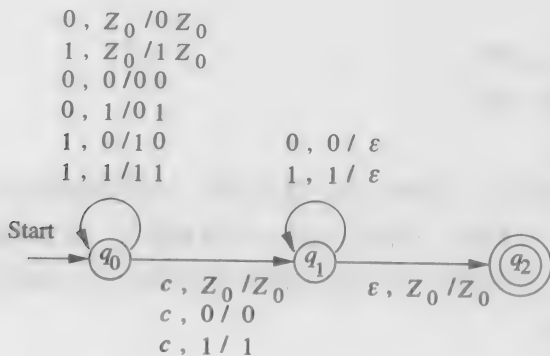 0 , Z₀ / 0 Z₀
1 , Z₀ / 1 Z₀
0 , 0 / 0 0
0 , 1 / 0 1
1 , 0 / 1 0
1 , 1 / 1 1
0 , 0 / ε
1 , 1 / ε
Start
q₀
q₁
q₂
c , Z₀ / Z₀
c , 0 / 0
c , 1 / 1
ε , Z₀ / Z₀